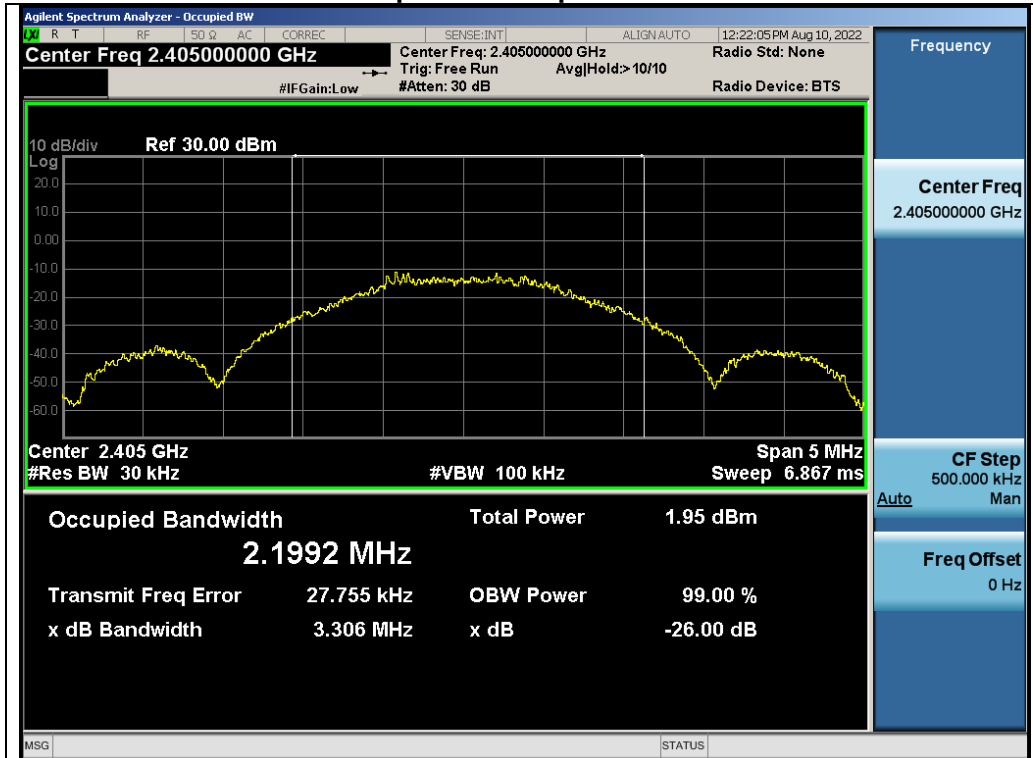 Agilent Spectrum Analyzer - Occupied BW
LXI R T RF 50 Ω AC CORREC SENSE:INT ALIGN AUTO 12:22:05 PM Aug 10, 2022
Center Freq 2.405000000 GHz Center Freq: 2.405000000 GHz Radio Std: None
Trig: Free Run Avg|Hold:> 10/10
#IFGain:Low #Atten: 30 dB Radio Device: BTS
10 dB/div Ref 30.00 dBm
Log
20.0
10.0
0.00
-10.0
-20.0
-30.0
-40.0
-50.0
-60.0
Center 2.405 GHz Span 5 MHz
#Res BW 30 kHz #VBW 100 kHz Sweep 6.867 ms
Occupied Bandwidth Total Power 1.95 dBm
2.1992 MHz
Transmit Freq Error 27.755 kHz OBW Power 99.00 %
x dB Bandwidth 3.306 MHz x dB -26.00 dB
MSG STATUS
Frequency
Center Freq
2.405000000 GHz
CF Step
500.000 kHz
Auto Man
Freq Offset
0 Hz